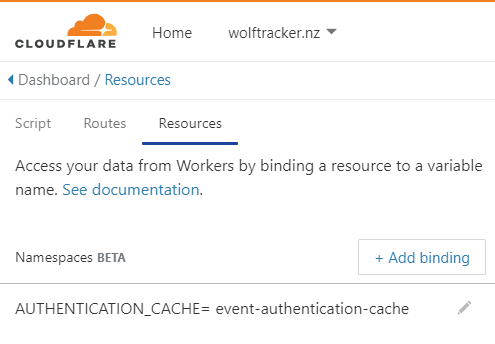 CLOUDFLARE
Home wolftracker.nz
Dashboard / Resources
Script Routes Resources
Access your data from Workers by binding a resource to a variable
name. See documentation.
Namespaces BETA + Add binding
AUTHENTICATION_CACHE= event-authentication-cache